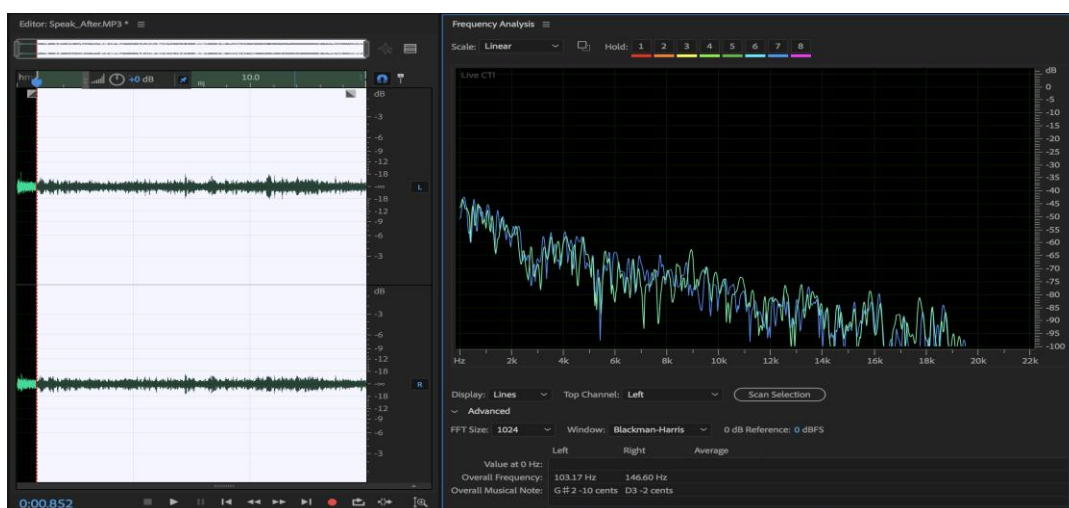 Editor: Speak_After.MP3 *
hm
+0 dB
10.0
dB
-3
-6
-9
-12
-18
-∞
-18
-12
-9
-6
-3
L
dB
-3
-6
-9
-12
-18
-∞
-18
-12
-9
-6
-3
R
0:00.852
Frequency Analysis
Scale: Linear
Hold: 1 2 3 4 5 6 7 8
Live CTI
dB
0
-5
-10
-15
-20
-25
-30
-35
-40
-45
-50
-55
-60
-65
-70
-75
-80
-85
-90
-95
-100
Hz 2k 4k 6k 8k 10k 12k 14k 16k 18k 20k 22k
Display: Lines Top Channel: Left Scan Selection
Advanced
FFT Size: 1024 Window: Blackman-Harris 0 dB Reference: 0 dBFS
Left Right Average
Value at 0 Hz:
Overall Frequency: 103.17 Hz 146.60 Hz
Overall Musical Note: G#2 -10 cents D3 -2 cents